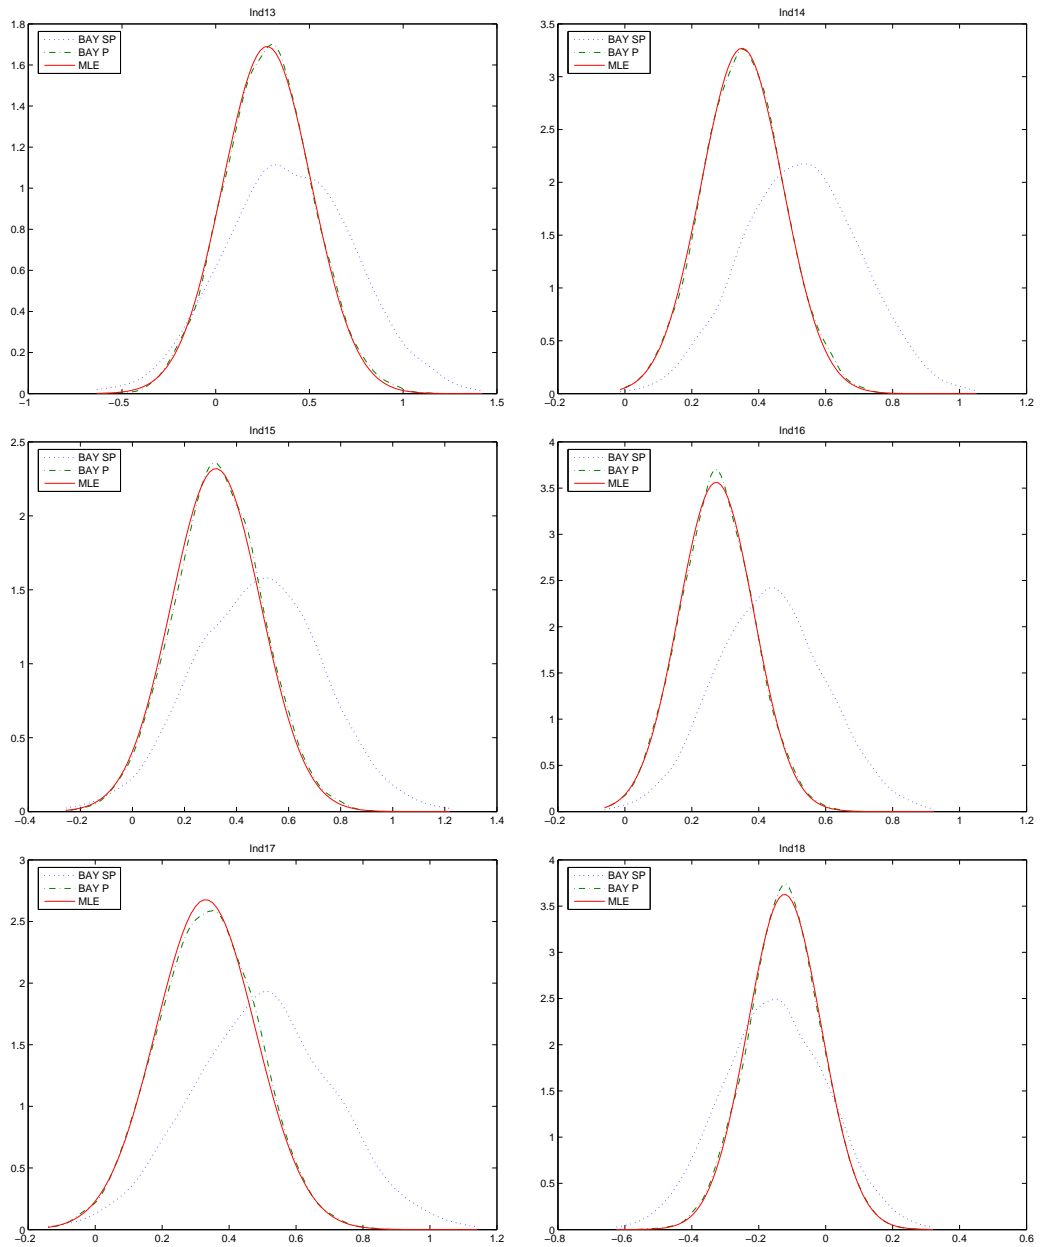 Ind13
BAY SP
BAY P
MLE
1.8
1.6
1.4
1.2
1
0.8
0.6
0.4
0.2
0
−1 −0.5 0 0.5 1 1.5
Ind14
BAY SP
BAY P
MLE
3.5
3
2.5
2
1.5
1
0.5
0
−0.2 0 0.2 0.4 0.6 0.8 1 1.2
Ind15
BAY SP
BAY P
MLE
2.5
2
1.5
1
0.5
0
−0.4 −0.2 0 0.2 0.4 0.6 0.8 1 1.2 1.4
Ind16
BAY SP
BAY P
MLE
4
3.5
3
2.5
2
1.5
1
0.5
0
−0.2 0 0.2 0.4 0.6 0.8 1 1.2
Ind17
BAY SP
BAY P
MLE
3
2.5
2
1.5
1
0.5
0
−0.2 0 0.2 0.4 0.6 0.8 1 1.2
Ind18
BAY SP
BAY P
MLE
4
3.5
3
2.5
2
1.5
1
0.5
0
−0.8 −0.6 −0.4 −0.2 0 0.2 0.4 0.6